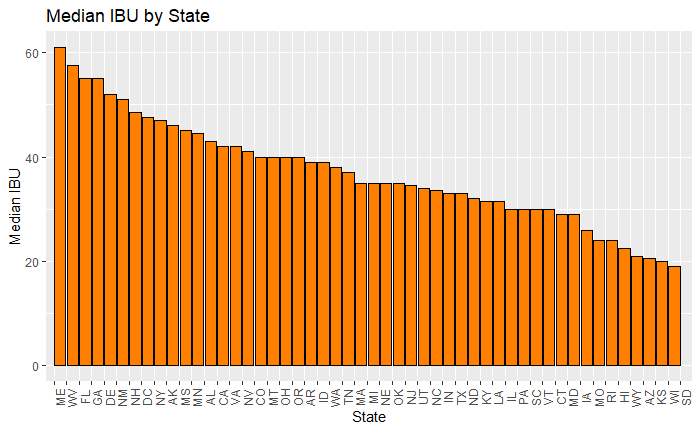 Median IBU by State
60
40
20
0
Median IBU
ME WV FL GA DE NM NH DC NY AK MS MN AL CA VA NV CO MT OH OR AR ID WA TN MA MI NE OK NJ UT NC IN TX ND KY LA IL PA SC VT CT MD IA MO RI HI WY AZ KS WI SD
State